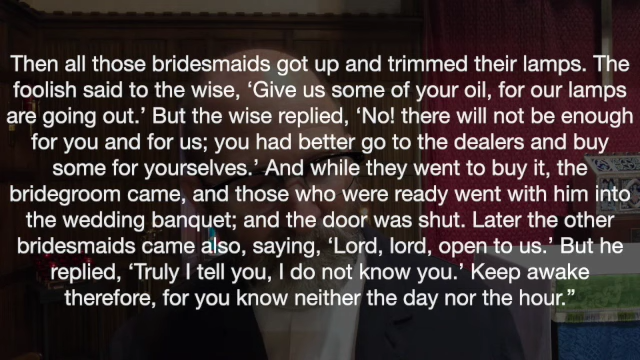 Then all those bridesmaids got up and trimmed their lamps. The
foolish said to the wise, ‘Give us some of your oil, for our lamps
are going out.’ But the wise replied, ‘No! there will not be enough
for you and for us; you had better go to the dealers and buy
some for yourselves.’ And while they went to buy it, the
bridegroom came, and those who were ready went with him into
the wedding banquet; and the door was shut. Later the other
bridesmaids came also, saying, ‘Lord, lord, open to us.’ But he
replied, ‘Truly I tell you, I do not know you.’ Keep awake
therefore, for you know neither the day nor the hour.”